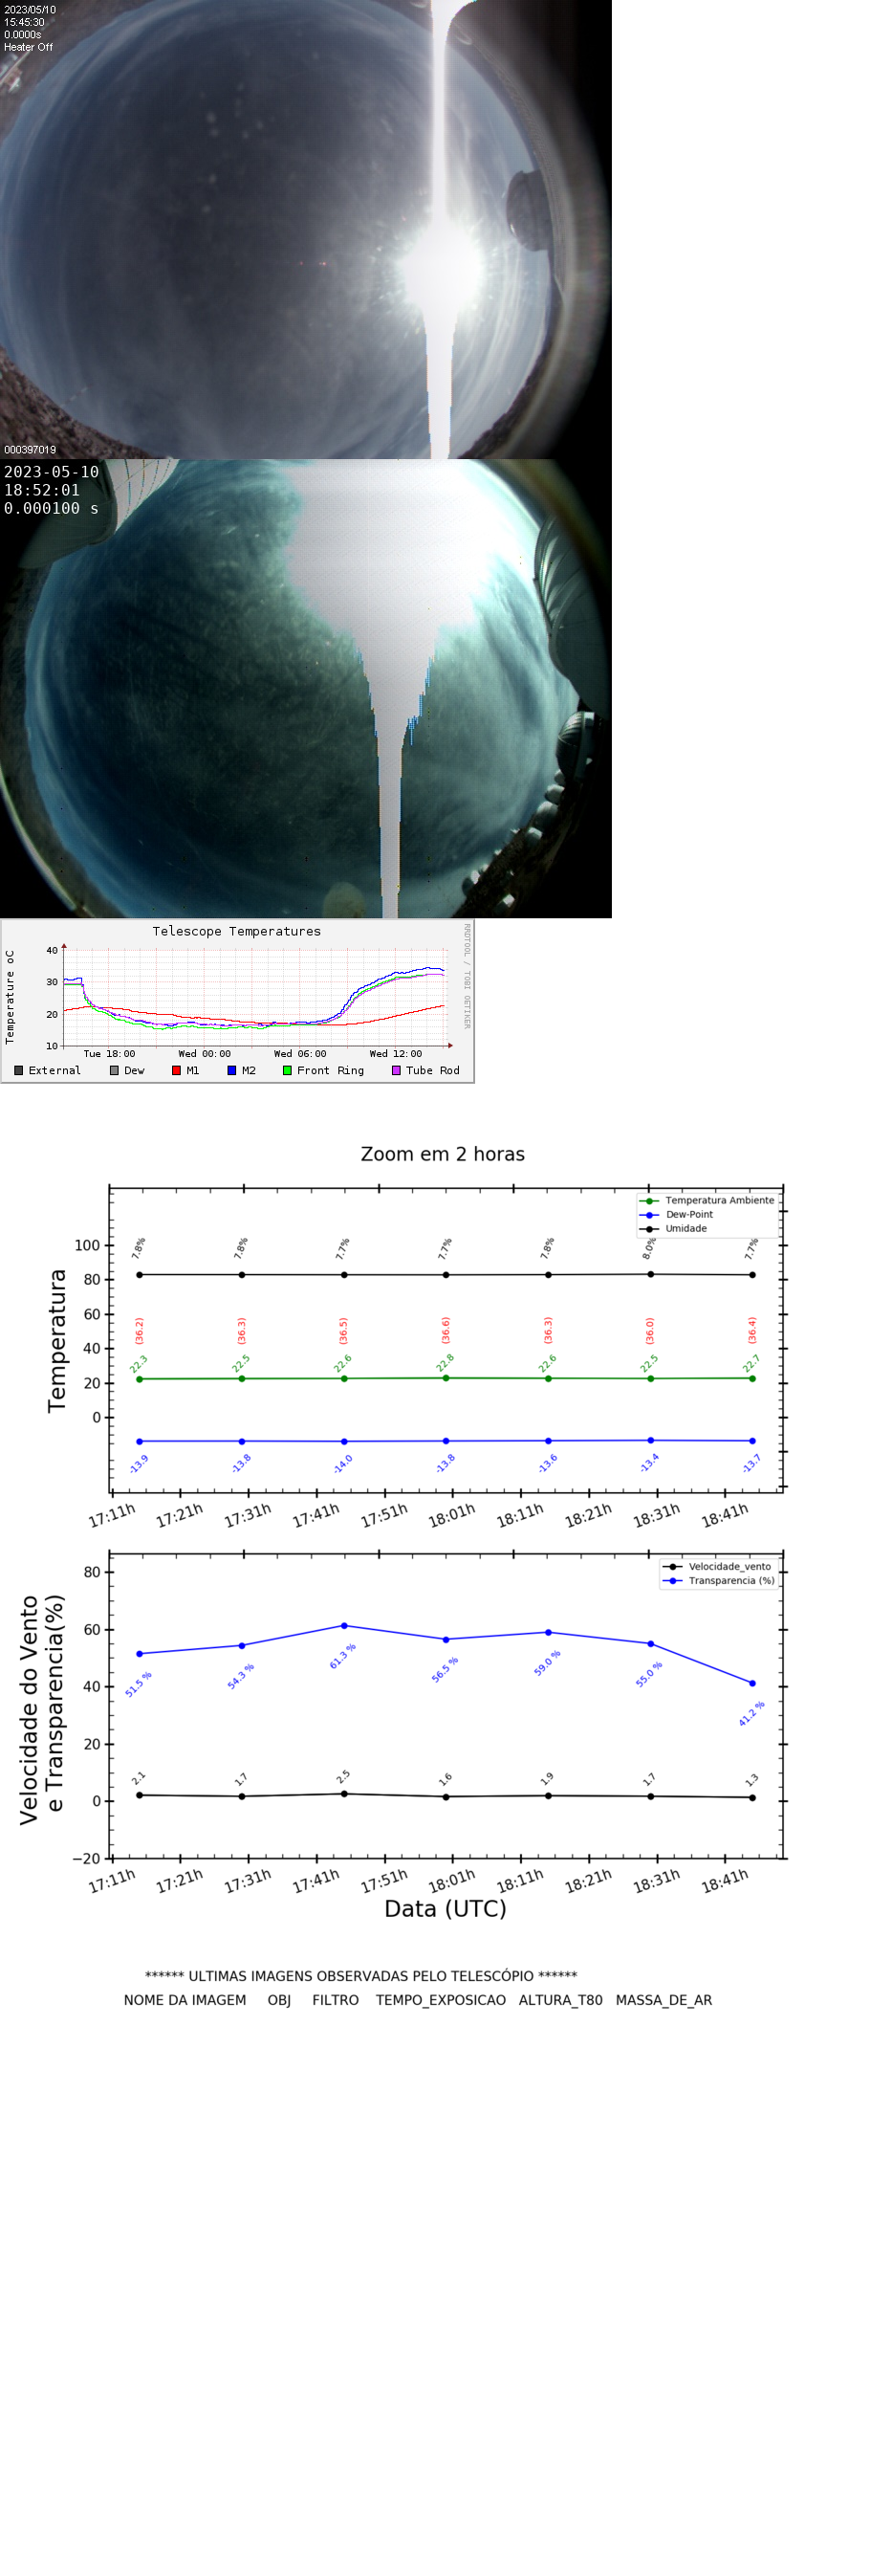 2023/05/10
15:45:30
0.0000s
Heater Off
000397019
2023-05-10
18:52:01
0.000100 s
Telescope Temperatures
RRDTOOL / TOBI OETIKER
Temperature oC
40
30
20
10
Tue 18:00 Wed 00:00 Wed 06:00 Wed 12:00
External Dew M1 M2 Front Ring Tube Rod
Zoom em 2 horas
Temperatura Ambiente
Dew-Point
Umidade
Temperatura
100
80
60
40
20
0
7.8% 7.8% 7.7% 7.7% 7.8% 8.0% 7.7%
(36.2) (36.3) (36.5) (36.6) (36.3) (36.0) (36.4)
22.3 22.5 22.6 22.8 22.6 22.5 22.7
-13.9 -13.8 -14.0 -13.8 -13.6 -13.4 -13.7
17:11h 17:21h 17:31h 17:41h 17:51h 18:01h 18:11h 18:21h 18:31h 18:41h
Velocidade_vento
Transparencia (%)
Velocidade do Vento
e Transparencia(%)
80
60
40
20
0
−20
51.5 % 54.3 % 61.3 % 56.5 % 59.0 % 55.0 % 41.2 %
2.1 1.7 2.5 1.6 1.9 1.7 1.3
17:11h 17:21h 17:31h 17:41h 17:51h 18:01h 18:11h 18:21h 18:31h 18:41h
Data (UTC)
****** ULTIMAS IMAGENS OBSERVADAS PELO TELESCÓPIO ******
NOME DA IMAGEM OBJ FILTRO TEMPO_EXPOSICAO ALTURA_T80 MASSA_DE_AR